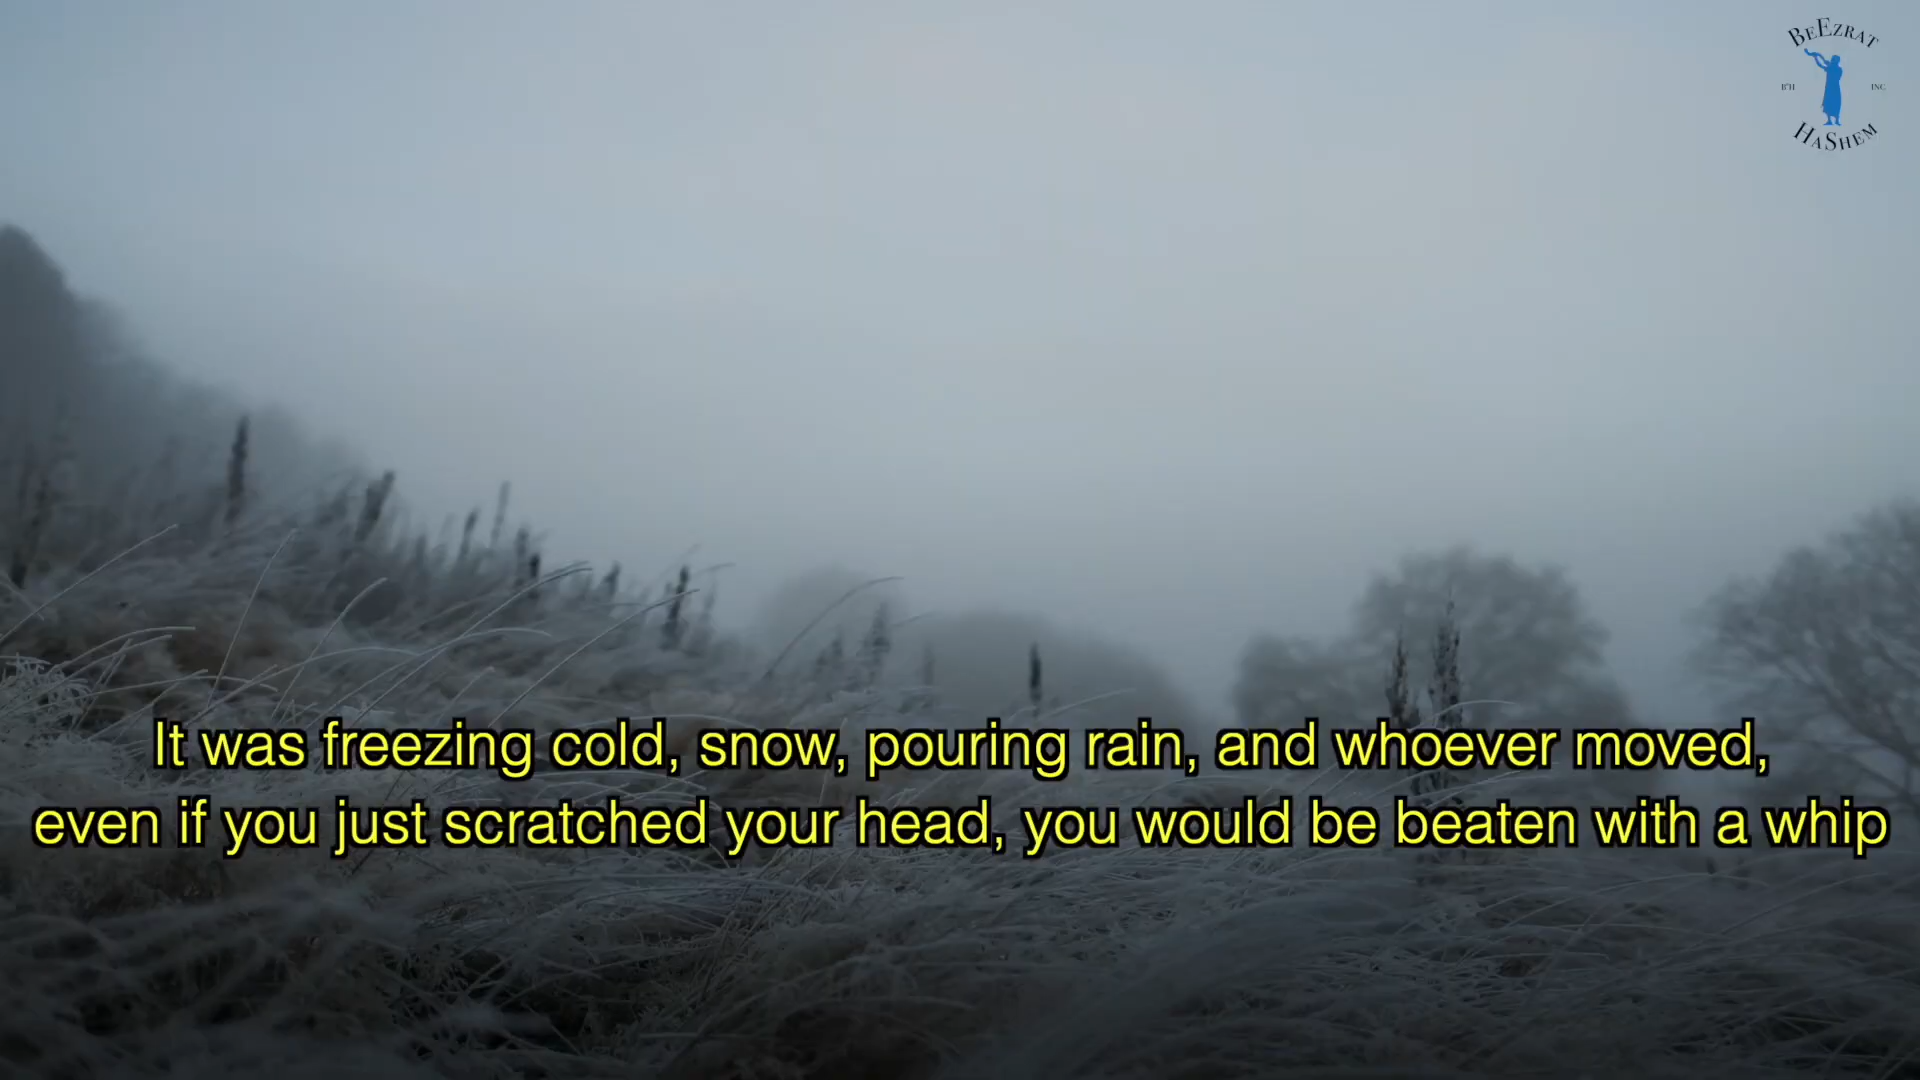 BEEZRAT
B"H
INC
HASHEM
It was freezing cold, snow, pouring rain, and whoever moved,
even if you just scratched your head, you would be beaten with a whip